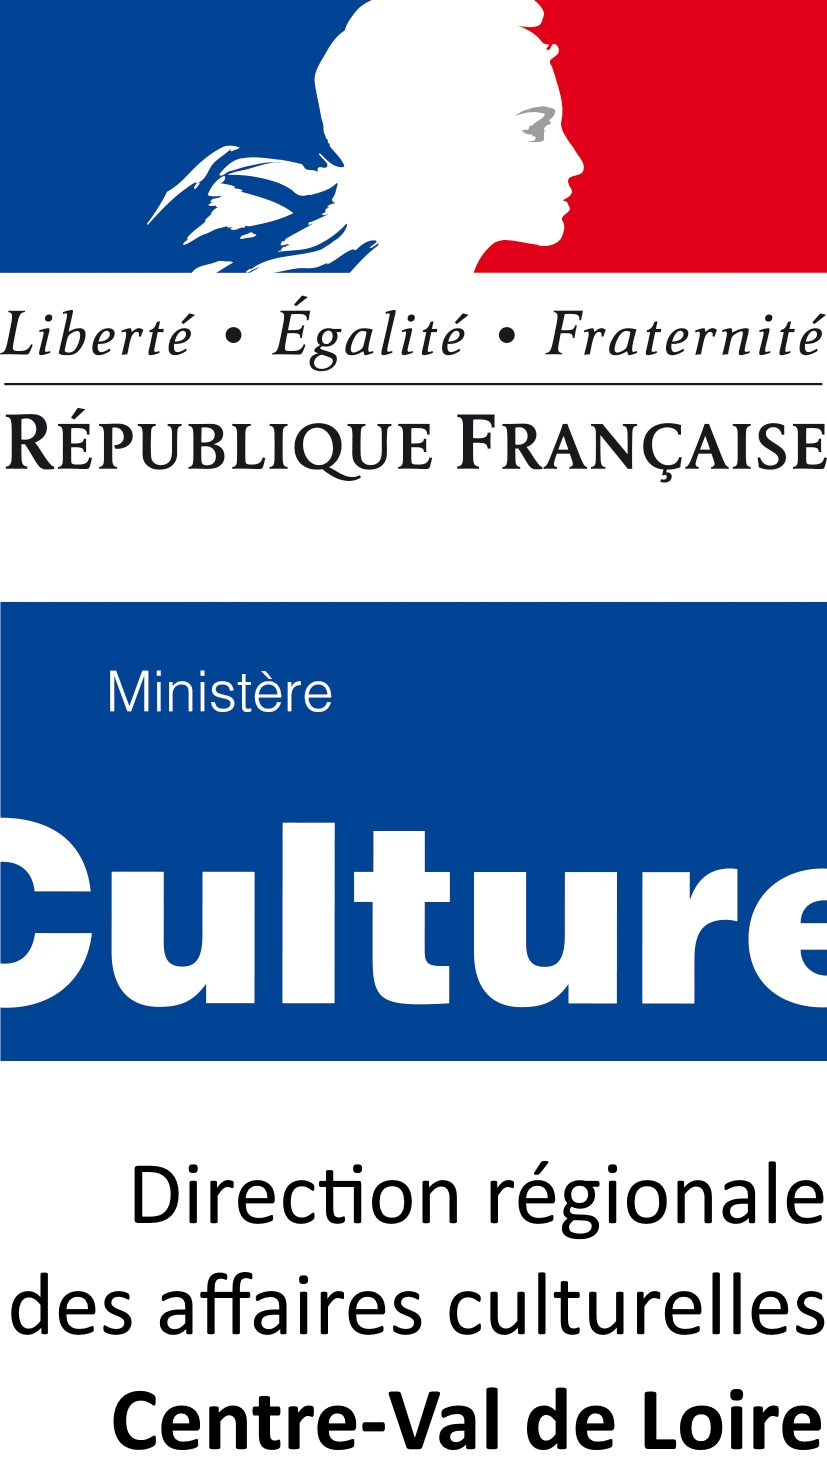 Liberté • Égalité • Fraternité
RÉPUBLIQUE FRANÇAISE
Ministère
Culture
Direction régionale
des affaires culturelles
Centre-Val de Loire